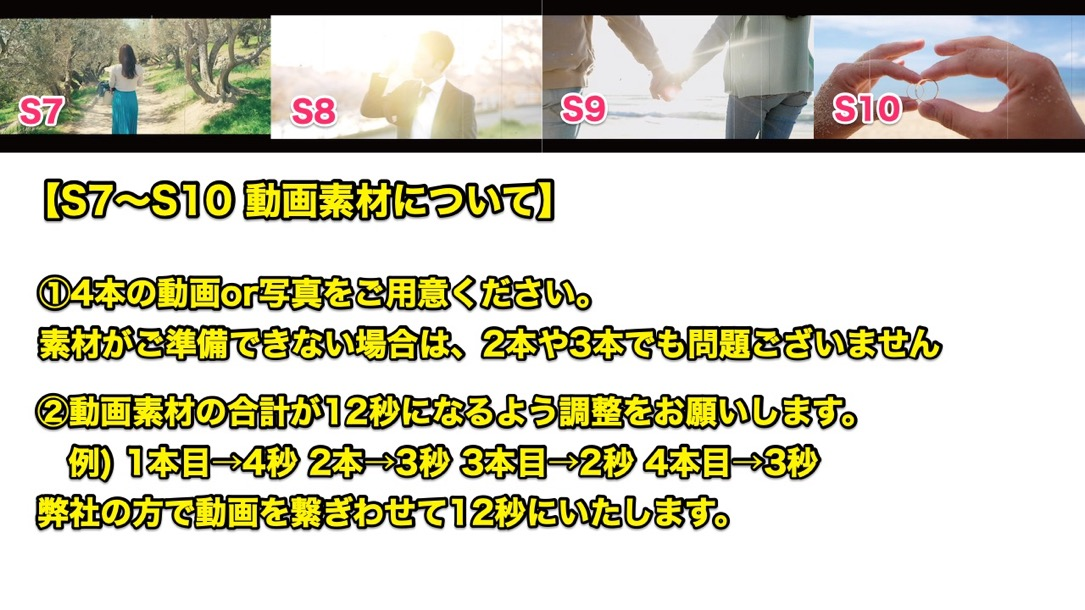 S7
S8
S9
S10
【S7〜S10 動画素材について】
①4本の動画or写真をご用意ください。
素材がご準備できない場合は、2本や3本でも問題ございません
②動画素材の合計が12秒になるよう調整をお願いします。
例) 1本目→4秒 2本→3秒 3本目→2秒 4本目→3秒
弊社の方で動画を繋ぎわせて12秒にいたします。